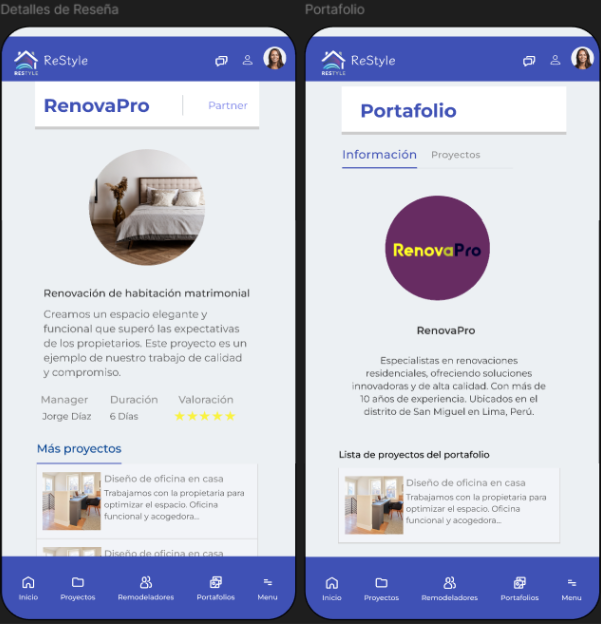 Detalles de Reseña
RESTYLE
ReStyle
RenovaPro
Partner
Renovación de habitación matrimonial
Creamos un espacio elegante y
funcional que superó las expectativas
de los propietarios. Este proyecto es un
ejemplo de nuestro trabajo de calidad
y compromiso.
Manager Duración Valoración
Jorge Díaz 6 Días
Más proyectos
Diseño de oficina en casa
Trabajamos con la propietaria para
optimizar el espacio. Oficina
funcional y acogedora...
Diseño de oficina en casa
Inicio Proyectos Remodeladores Portafolios Menu
Portafolio
RESTYLE
ReStyle
Portafolio
Información Proyectos
RenovaPro
RenovaPro
Especialistas en renovaciones
residenciales, ofreciendo soluciones
innovadoras y de alta calidad. Con más de
10 años de experiencia. Ubicados en el
distrito de San Miguel en Lima, Perú.
Lista de proyectos del portafolio
Diseño de oficina en casa
Trabajamos con la propietaria para
optimizar el espacio. Oficina
funcional y acogedora...
Inicio Proyectos Remodeladores Portafolios Menu